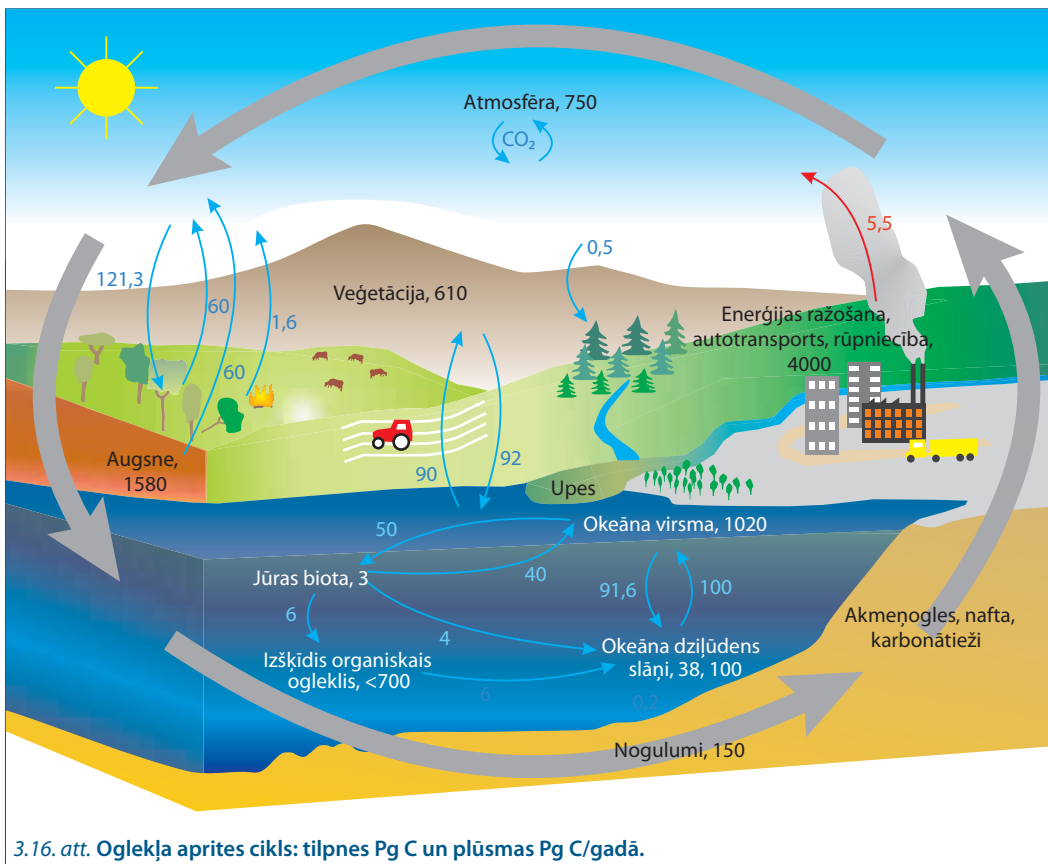 Atmosfēra, 750
CO₂
5,5
0,5
121,3
60
60
1,6
Veģetācija, 610
Enerģijas ražošana,
autotransports, rūpniecība,
4000
Augsne,
1580
90
92
Upes
50
Okeāna virsma, 1020
Jūras biota, 3
40
91,6
100
6
4
Akmeņogles, nafta,
karbonātieži
Izšķīdis organiskais
ogleklis, <700
Okeāna dziļūdens
slāņi, 38, 100
6
0,2
Nogulumi, 150
3.16. att. Oglekļa aprites cikls: tilpnes Pg C un plūsmas Pg C/gadā.